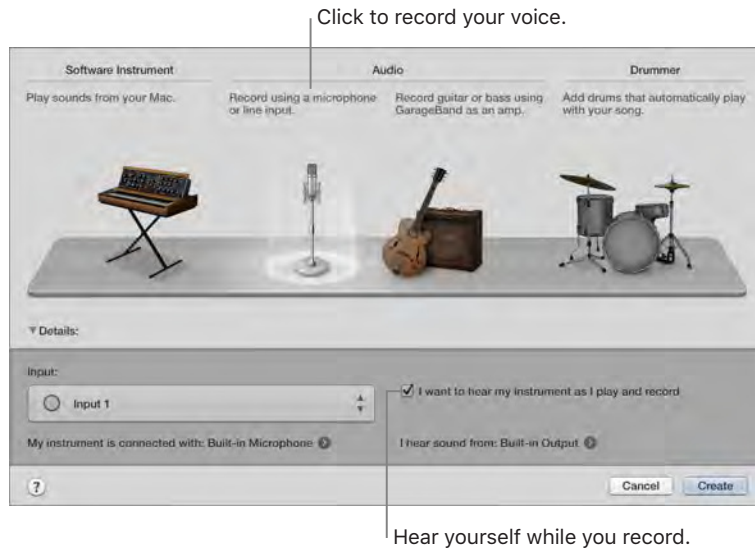 Click to record your voice.
Software Instrument
Audio
Drummer
Play sounds from your Mac.
Record using a microphone
or line input.
Record guitar or bass using
GarageBand as an amp.
Add drums that automatically play
with your song.
Details:
Input:
Input 1
I want to hear my instrument as I play and record
My instrument is connected with: Built-in Microphone
I hear sound from: Built-in Output
?
Cancel
Create
Hear yourself while you record.